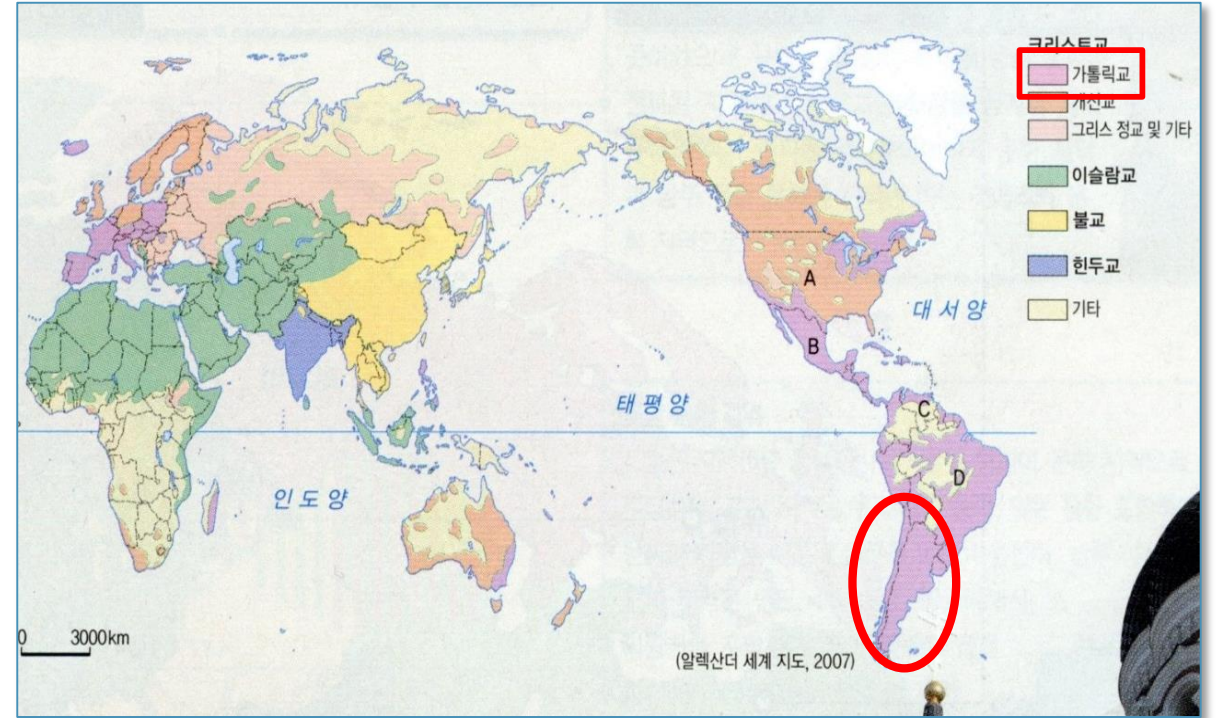 크리스트교
가톨릭교
개신교
그리스 정교 및 기타
이슬람교
불교
힌두교
기타
A
대서양
B
태평양
C
D
인도양
0 3000km
(알렉산더 세계 지도, 2007)